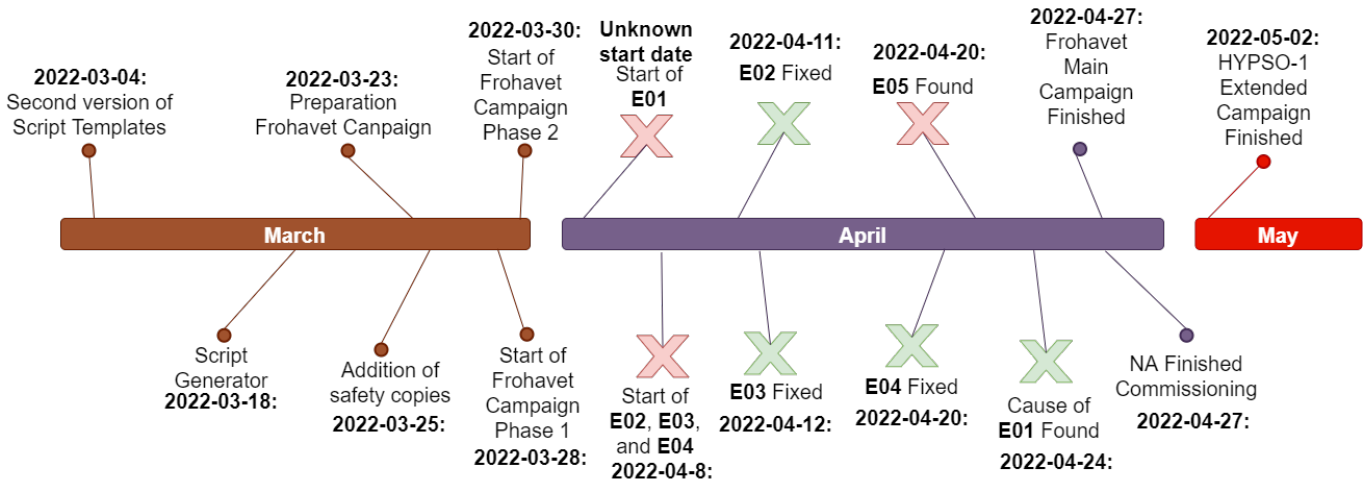 2022-03-04:
Second version of
Script Templates
2022-03-23:
Preparation
Frohavet Canpaign
2022-03-30:
Start of
Frohavet
Campaign
Phase 2
Unknown
start date
Start of
E01
2022-04-11:
E02 Fixed
2022-04-20:
E05 Found
2022-04-27:
Frohavet
Main
Campaign
Finished
2022-05-02:
HYPSO-1
Extended
Campaign
Finished
March
April
May
Script
Generator
2022-03-18:
Addition of
safety copies
2022-03-25:
Start of
Frohavet
Campaign
Phase 1
2022-03-28:
Start of
E02, E03,
and E04
2022-04-8:
E03 Fixed
2022-04-12:
E04 Fixed
2022-04-20:
Cause of
E01 Found
2022-04-24:
NA Finished
Commissioning
2022-04-27: